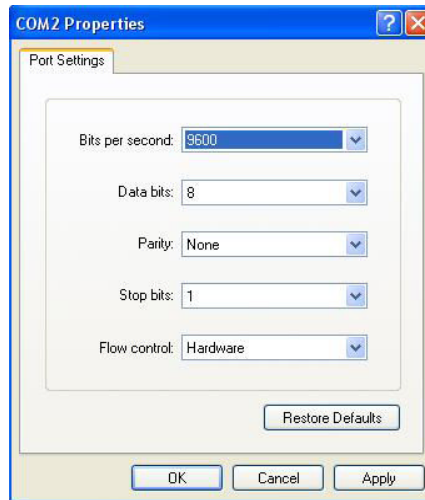 COM2 Properties
Port Settings
Bits per second: 9600
Data bits: 8
Parity: None
Stop bits: 1
Flow control: Hardware
Restore Defaults
OK Cancel Apply